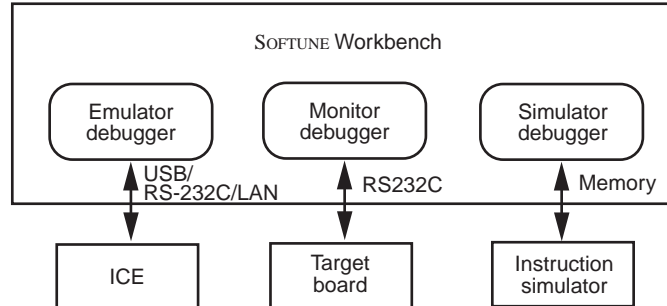 SOFTUNE Workbench
Emulator
debugger
Monitor
debugger
Simulator
debugger
USB/
RS-232C/LAN
RS232C
Memory
ICE
Target
board
Instruction
simulator